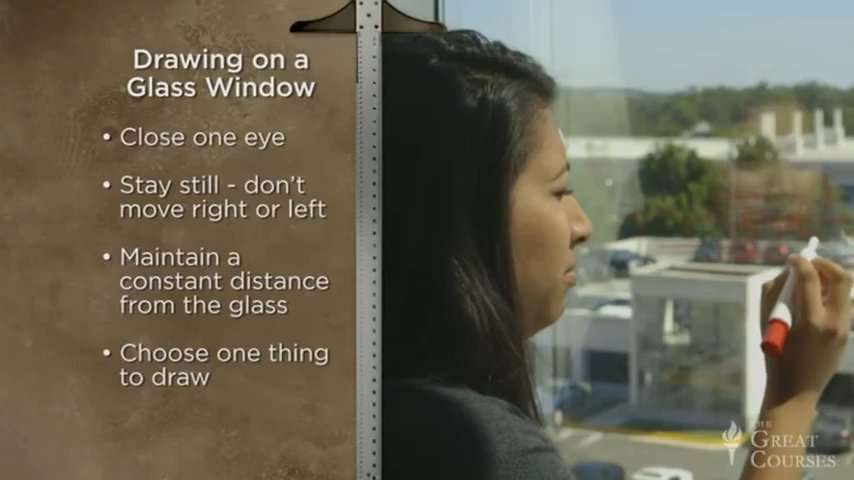 Drawing on a
Glass Window
• Close one eye
• Stay still - don't
move right or left
• Maintain a
constant distance
from the glass
• Choose one thing
to draw
THE
GREAT
COURSES